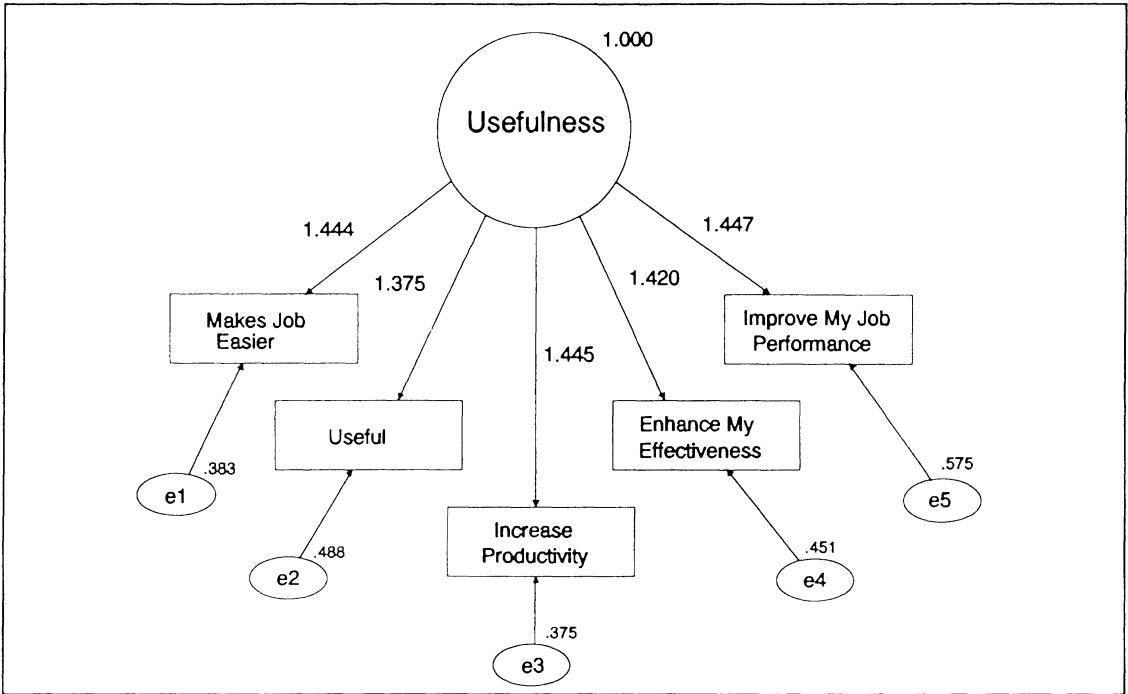 1.000
Usefulness
1.444
1.375
1.445
1.420
1.447
Makes Job
Easier
Useful
Increase
Productivity
Enhance My
Effectiveness
Improve My Job
Performance
.383
e1
.488
e2
.375
e3
.451
e4
.575
e5